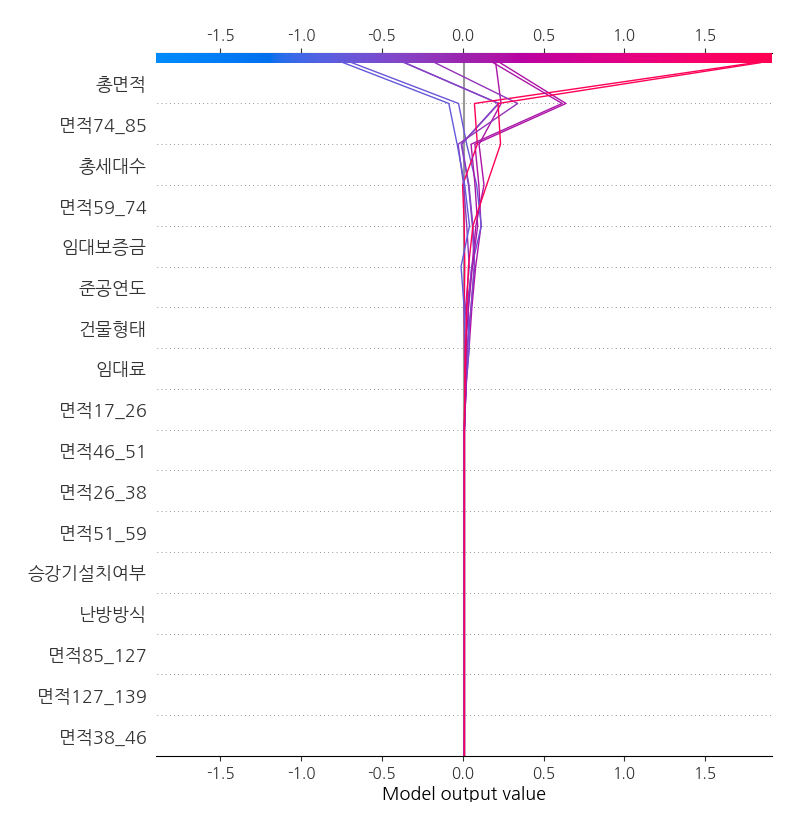 -1.5 -1.0 -0.5 0.0 0.5 1.0 1.5
총면적
면적74_85
총세대수
면적59_74
임대보증금
준공연도
건물형태
임대료
면적17_26
면적46_51
면적26_38
면적51_59
승강기설치여부
난방방식
면적85_127
면적127_139
면적38_46
-1.5 -1.0 -0.5 0.0 0.5 1.0 1.5
Model output value